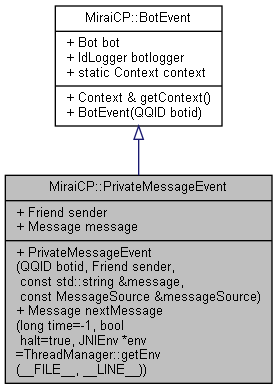 MiraiCP::BotEvent
+ Bot bot
+ IdLogger botlogger
+ static Context context
+ Context & getContext()
+ BotEvent(QQID botid)
MiraiCP::PrivateMessageEvent
+ Friend sender
+ Message message
+ PrivateMessageEvent
(QQID botid, Friend sender,
const std::string &message,
const MessageSource &messageSource)
+ Message nextMessage
(long time=-1, bool
halt=true, JNIEnv *env
=ThreadManager::getEnv
(__FILE__, __LINE__))